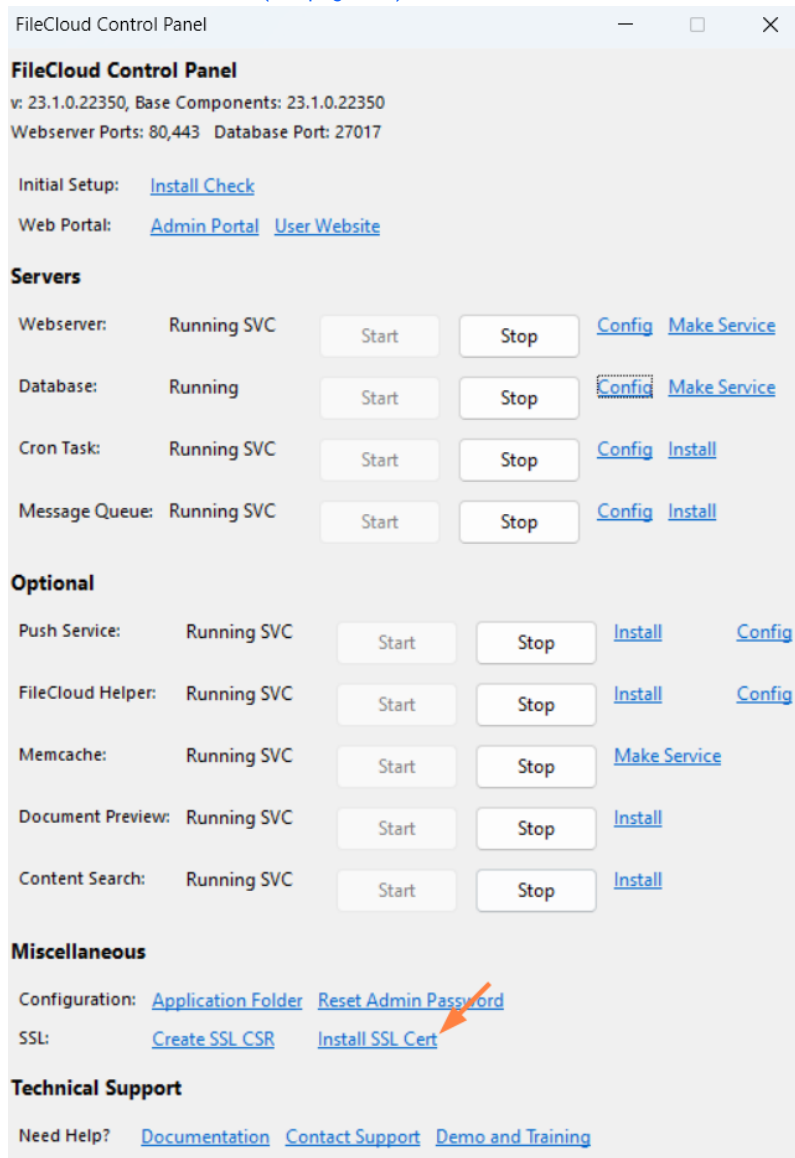 FileCloud Control Panel
FileCloud Control Panel
v: 23.1.0.22350, Base Components: 23.1.0.22350
Webserver Ports: 80,443 Database Port: 27017
Initial Setup: Install Check
Web Portal: Admin Portal User Website
Servers
Webserver: Running SVC Start Stop Config Make Service
Database: Running Start Stop Config Make Service
Cron Task: Running SVC Start Stop Config Install
Message Queue: Running SVC Start Stop Config Install
Optional
Push Service: Running SVC Start Stop Install Config
FileCloud Helper: Running SVC Start Stop Install Config
Memcache: Running SVC Start Stop Make Service
Document Preview: Running SVC Start Stop Install
Content Search: Running SVC Start Stop Install
Miscellaneous
Configuration: Application Folder Reset Admin Password
SSL: Create SSL CSR Install SSL Cert
Technical Support
Need Help? Documentation Contact Support Demo and Training